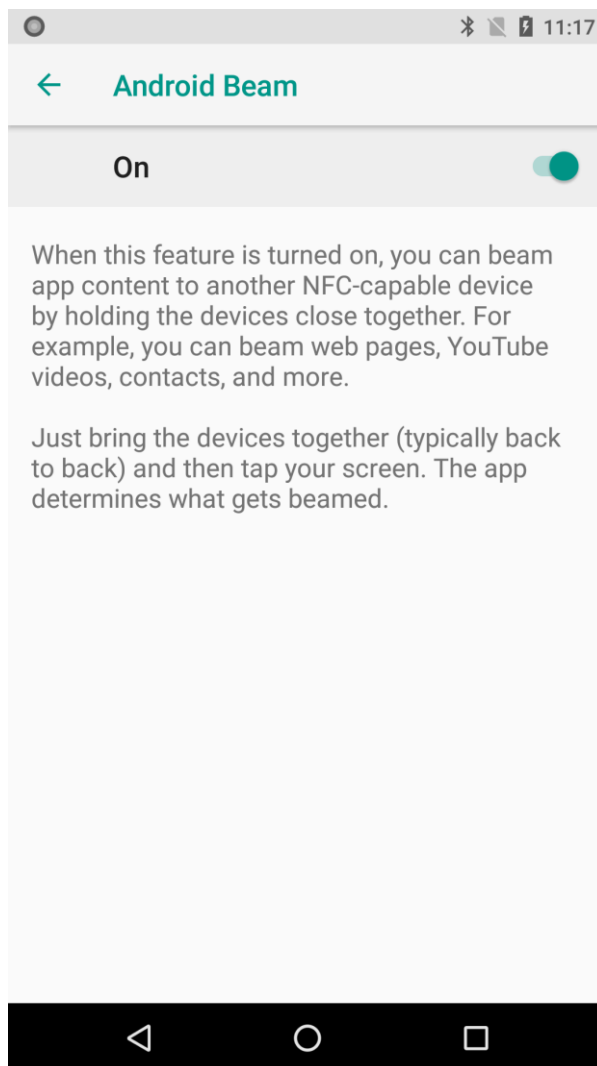 11:17
Android Beam
On
When this feature is turned on, you can beam
app content to another NFC-capable device
by holding the devices close together. For
example, you can beam web pages, YouTube
videos, contacts, and more.
Just bring the devices together (typically back
to back) and then tap your screen. The app
determines what gets beamed.